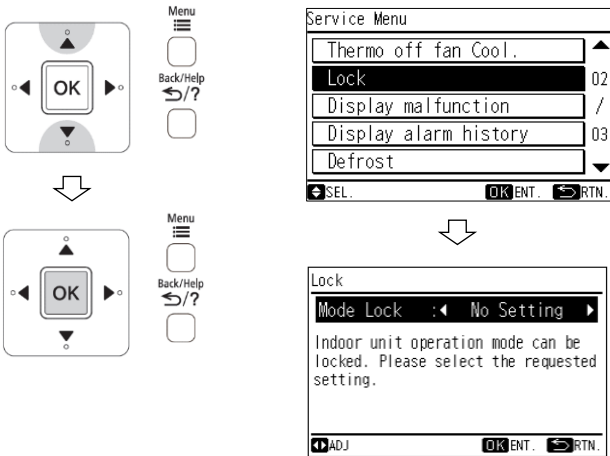 Menu
OK
Back/Help
/?
Menu
OK
Back/Help
/?
Service Menu
Thermo off fan Cool.
Lock
Display malfunction
Display alarm history
Defrost
02
/
03
SEL. OK ENT. RTN.
Lock
Mode Lock : No Setting
Indoor unit operation mode can be
locked. Please select the requested
setting.
ADJ OK ENT. RTN.